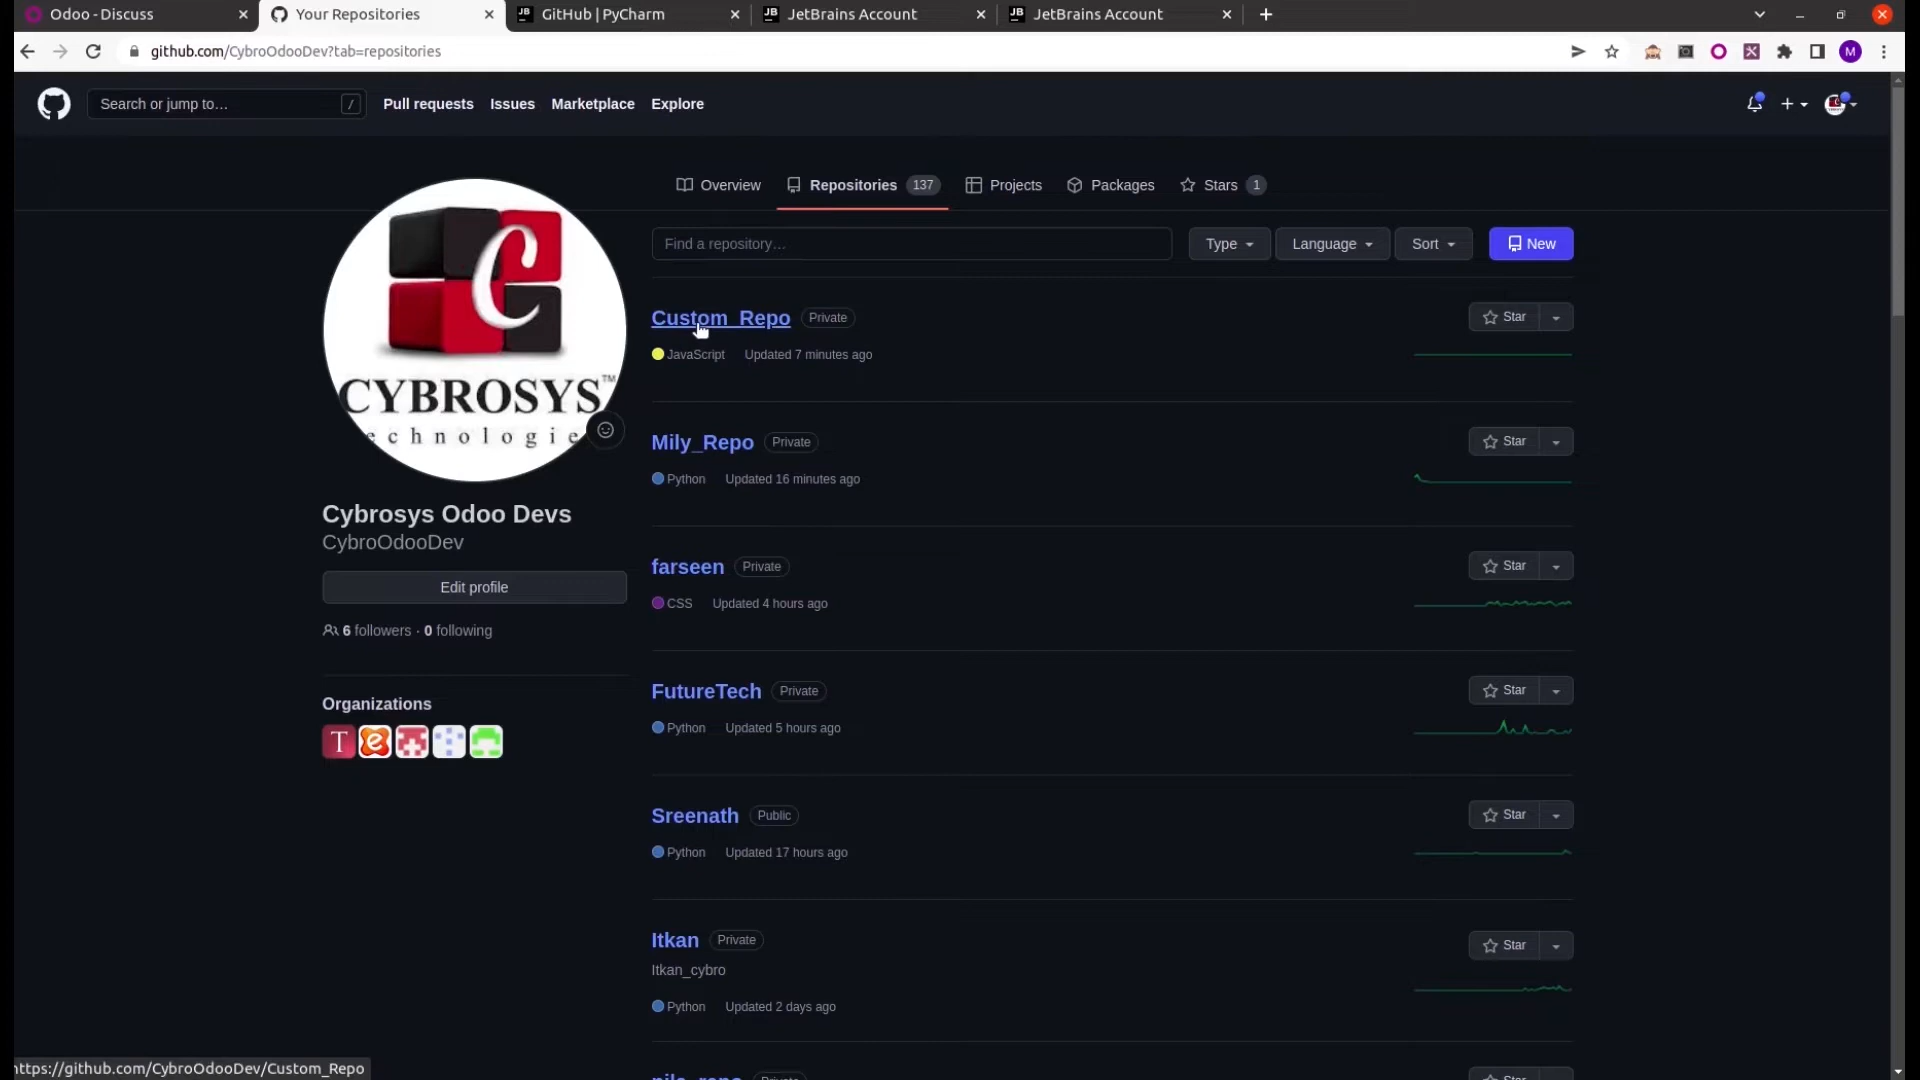 Odoo - Discuss
Your Repositories
GitHub | PyCharm
JetBrains Account
JetBrains Account
github.com/CybroOdooDev?tab=repositories
M
Search or jump to… /
Pull requests
Issues
Marketplace
Explore
Overview
Repositories 137
Projects
Packages
Stars 1
Find a repository…
Type
Language
Sort
New
CYBROSYS™
echnologie
Cybrosys Odoo Devs
CybroOdooDev
Edit profile
6 followers · 0 following
Organizations
T e
Custom_Repo Private
JavaScript Updated 7 minutes ago
Star
Mily_Repo Private
Python Updated 16 minutes ago
Star
farseen Private
CSS Updated 4 hours ago
Star
FutureTech Private
Python Updated 5 hours ago
Star
Sreenath Public
Python Updated 17 hours ago
Star
Itkan Private
Itkan_cybro
Python Updated 2 days ago
Star
Private
Star
https://github.com/CybroOdooDev/Custom_Repo